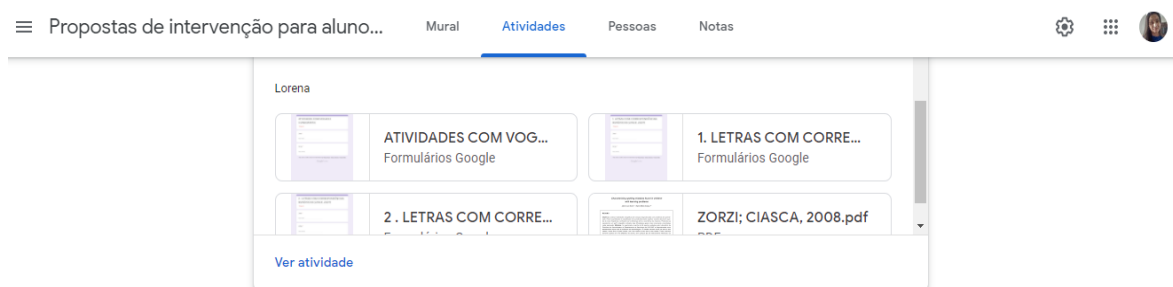 Propostas de intervenção para aluno... Mural Atividades Pessoas Notas
Lorena
ATIVIDADES COM VOG...
Formulários Google
1. LETRAS COM CORRE...
Formulários Google
2 . LETRAS COM CORRE...
ZORZI; CIASCA, 2008.pdf
Ver atividade